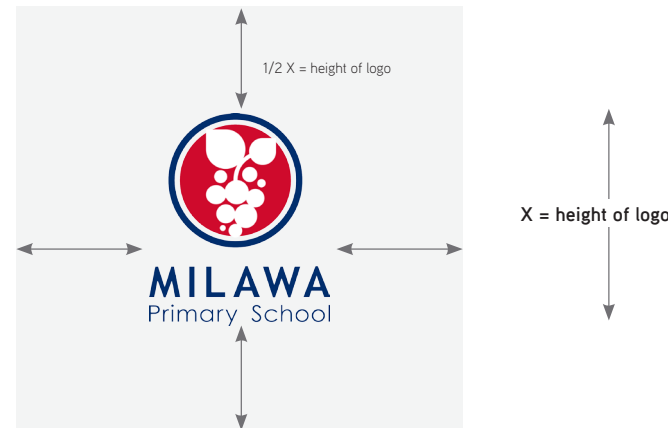 1/2 X = height of logo
X = height of logo
MILAWA
Primary School